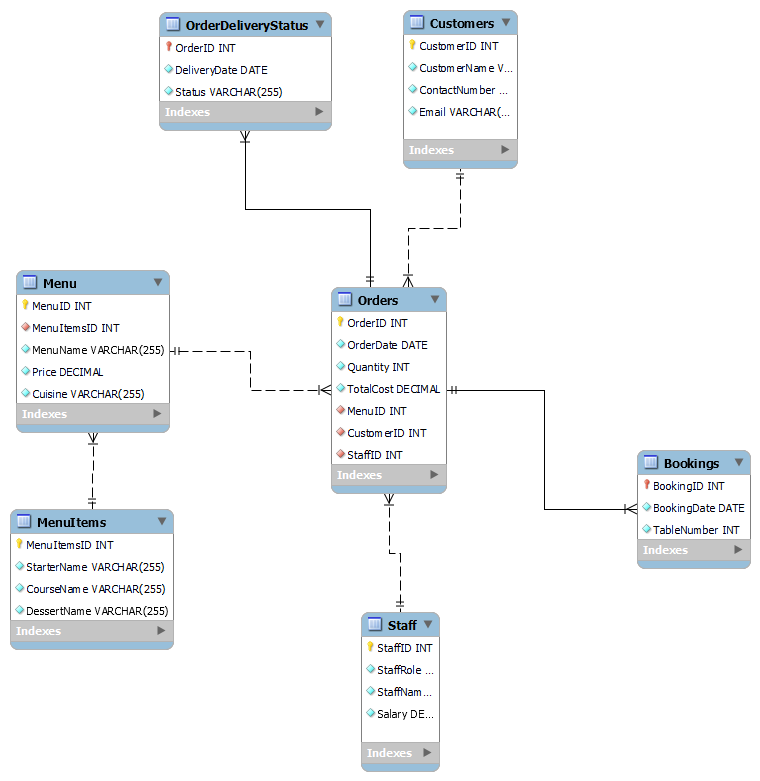 OrderDeliveryStatus
OrderID INT
DeliveryDate DATE
Status VARCHAR(255)
Indexes
Customers
CustomerID INT
CustomerName V...
ContactNumber ...
Email VARCHAR(...
Indexes
Menu
MenuID INT
MenuItemsID INT
MenuName VARCHAR(255)
Price DECIMAL
Cuisine VARCHAR(255)
Indexes
Orders
OrderID INT
OrderDate DATE
Quantity INT
TotalCost DECIMAL
MenuID INT
CustomerID INT
StaffID INT
Indexes
Bookings
BookingID INT
BookingDate DATE
TableNumber INT
Indexes
MenuItems
MenuItemsID INT
StarterName VARCHAR(255)
CourseName VARCHAR(255)
DessertName VARCHAR(255)
Indexes
Staff
StaffID INT
StaffRole ...
StaffNam...
Salary DE...
Indexes